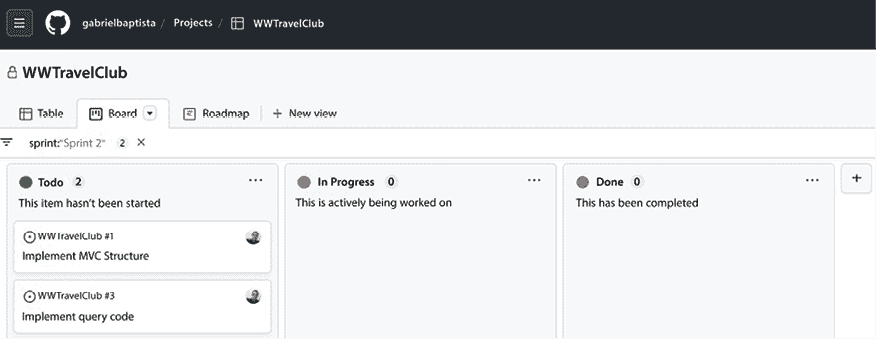 gabrielbaptista / Projects / WWTravelClub
WWTravelClub
Table Board Roadmap + New view
sprint:"Sprint 2" 2 ×
Todo 2 ...
This item hasn't been started
WWTravelClub #1
Implement MVC Structure
WWTravelClub #3
Implement query code
In Progress 0 ...
This is actively being worked on
Done 0 ...
This has been completed
+